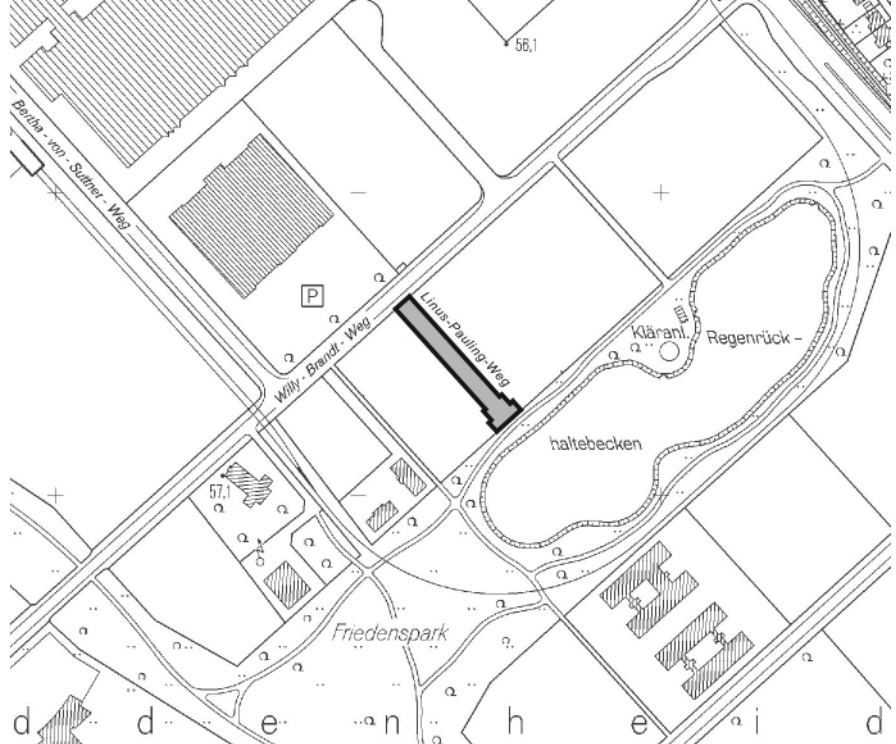 56,1
Bertha-von-Suttner-Weg
P
Linus-Pauling-Weg
Willy-Brandt-Weg
Kläranl.
Regenrück-
haltebecken
57,1
Friedenspark
d d e n h e i d